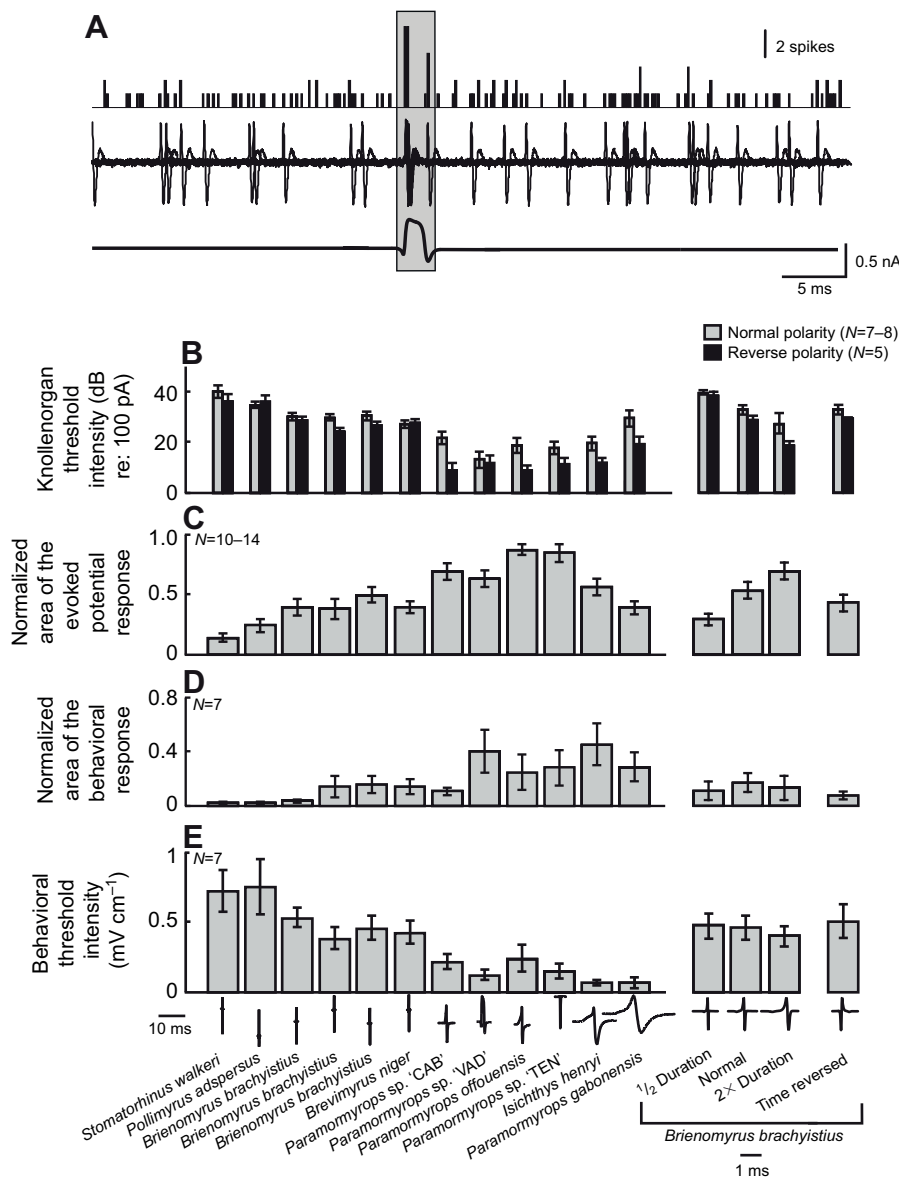 A
2 spikes
0.5 nA
5 ms
Normal polarity (N=7–8)
Reverse polarity (N=5)
B
Knollenorgan
threshold
intensity (dB
re: 100 pA)
40
20
0
C
N=10–14
Normalized
area of the
evoked
potential
response
1.0
0.5
0
D
N=7
Normalized
area of the
behavioral
response
0.8
0.4
0
E
N=7
Behavioral
threshold
intensity
(mV cm–1)
1
0.5
0
10 ms
Stomatorhinus walkeri
Pollimyrus adspersus
Brienomyrus brachyistius
Brienomyrus brachyistius
Brienomyrus brachyistius
Brevimyrus niger
Paramomyrops sp. 'CAB'
Paramormyrops sp. 'VAD'
Paramormyrops offouensis
Paramormyrops sp. 'TEN'
Isichthys henryi
Paramormyrops gabonensis
1/2 Duration
Normal
2× Duration
Time reversed
Brienomyrus brachyistius
1 ms